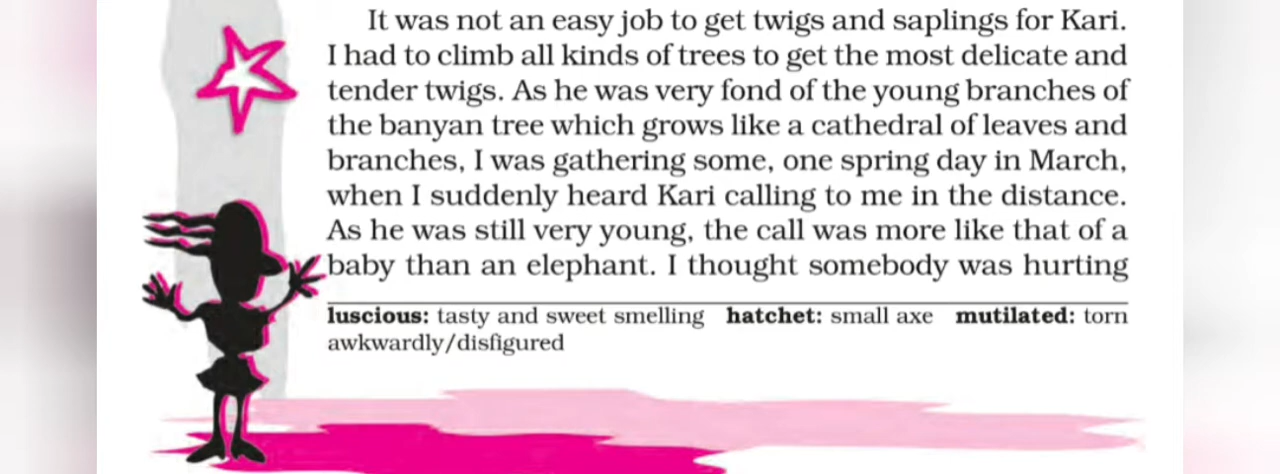 It was not an easy job to get twigs and saplings for Kari.
I had to climb all kinds of trees to get the most delicate and
tender twigs. As he was very fond of the young branches of
the banyan tree which grows like a cathedral of leaves and
branches, I was gathering some, one spring day in March,
when I suddenly heard Kari calling to me in the distance.
As he was still very young, the call was more like that of a
baby than an elephant. I thought somebody was hurting
luscious: tasty and sweet smelling hatchet: small axe mutilated: torn
awkwardly/disfigured